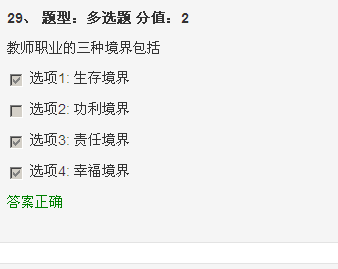 29、 题型：多选题 分值：2
教师职业的三种境界包括
选项1: 生存境界
选项2: 功利境界
选项3: 责任境界
选项4: 幸福境界
答案正确